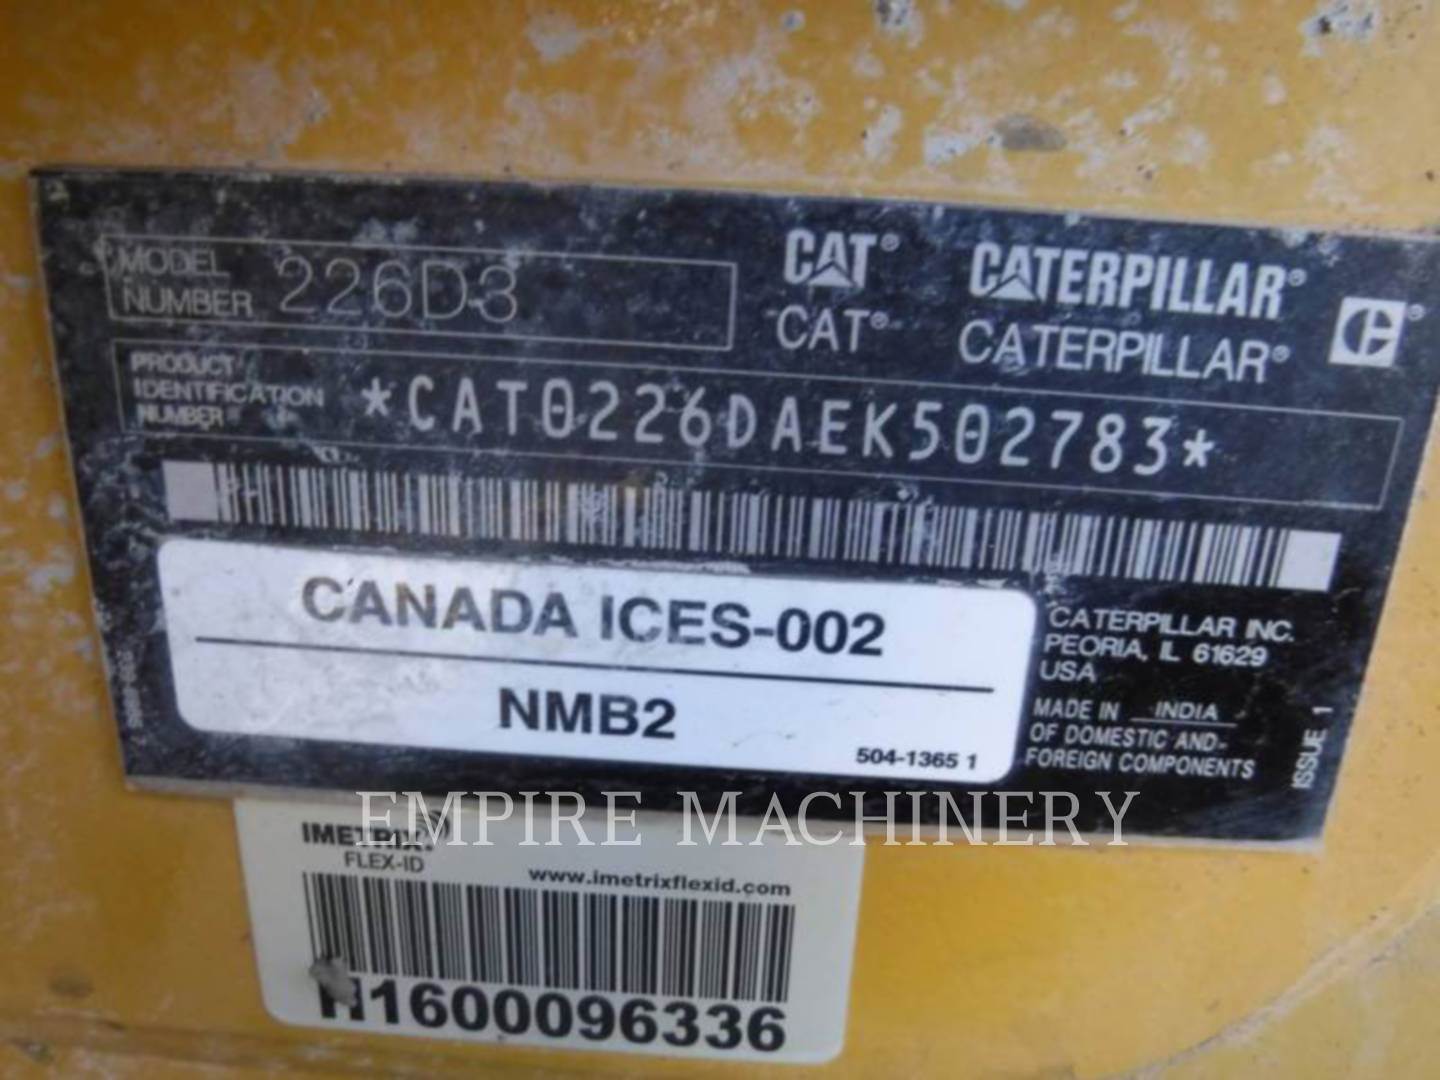 MODEL NUMBER 226D3
CAT® CATERPILLAR®
CAT® CATERPILLAR®
PRODUCT IDENTIFICATION NUMBER *CAT0226DAEK502783*
CANADA ICES-002
NMB2
504-1365 1
CATERPILLAR INC.
PEORIA, IL 61629
USA
MADE IN INDIA
OF DOMESTIC AND
FOREIGN COMPONENTS
ISSUE 1
EMPIRE MACHINERY
IMETRIX
FLEX-ID
www.imetrixflexid.com
H1600096336